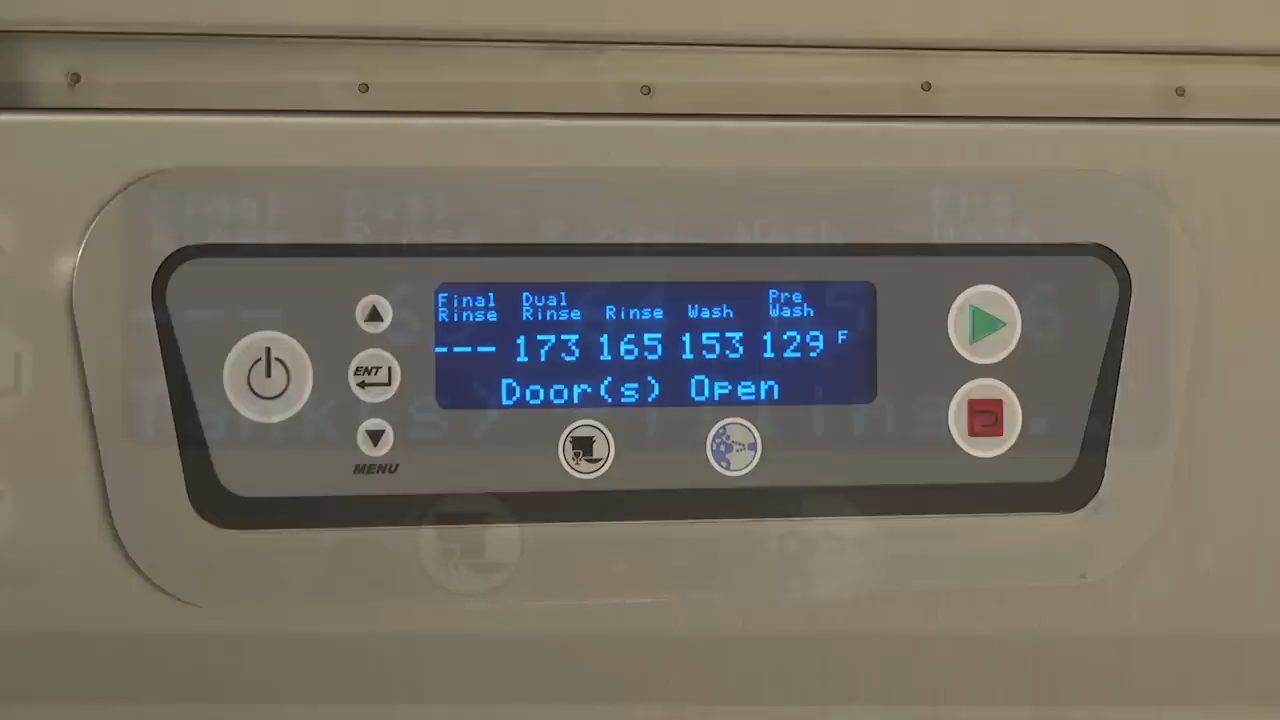 Final Dual Pre
Rinse Rinse Rinse Wash Wash
--- 173 165 153 129 F
Door(s) Open
ENT
MENU